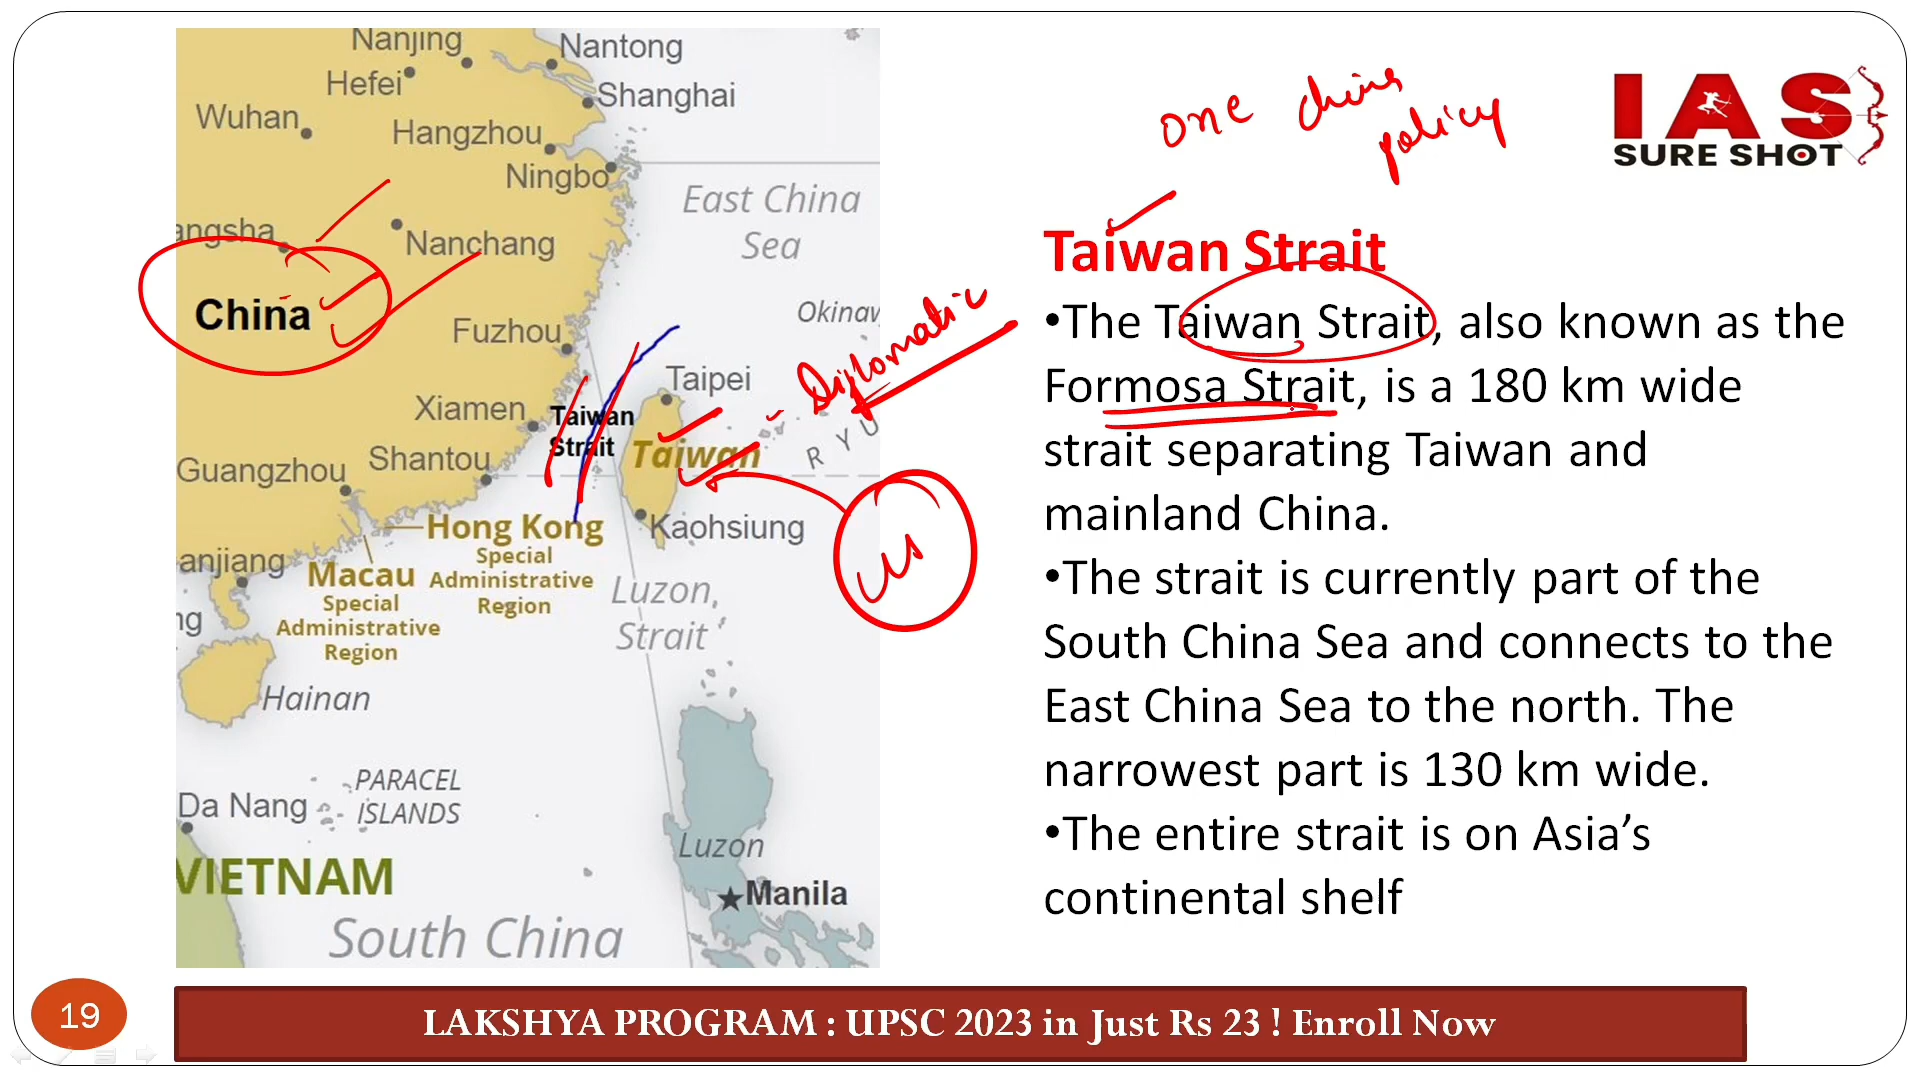 Nanjing
Nantong
Hefei
Shanghai
Wuhan
Hangzhou
Ningbo
East China
Sea
angsha
Nanchang
China
Okinaw
Fuzhou
Taipei
Xiamen
Taiwan
Strait
Taiwan
RYU
Guangzhou
Shantou
Kaohsiung
Hong Kong
Special
Administrative
Region
anjiang
Macau
Special
Administrative
Region
Luzon
Strait
ng
Hainan
PARACEL
ISLANDS
Da Nang
VIETNAM
Luzon
Manila
South China
Diplomatic
US
one china
policy
IAS
SURE SHOT
Taiwan Strait
•The Taiwan Strait, also known as the
Formosa Strait, is a 180 km wide
strait separating Taiwan and
mainland China.
•The strait is currently part of the
South China Sea and connects to the
East China Sea to the north. The
narrowest part is 130 km wide.
•The entire strait is on Asia’s
continental shelf
19
LAKSHYA PROGRAM : UPSC 2023 in Just Rs 23 ! Enroll Now